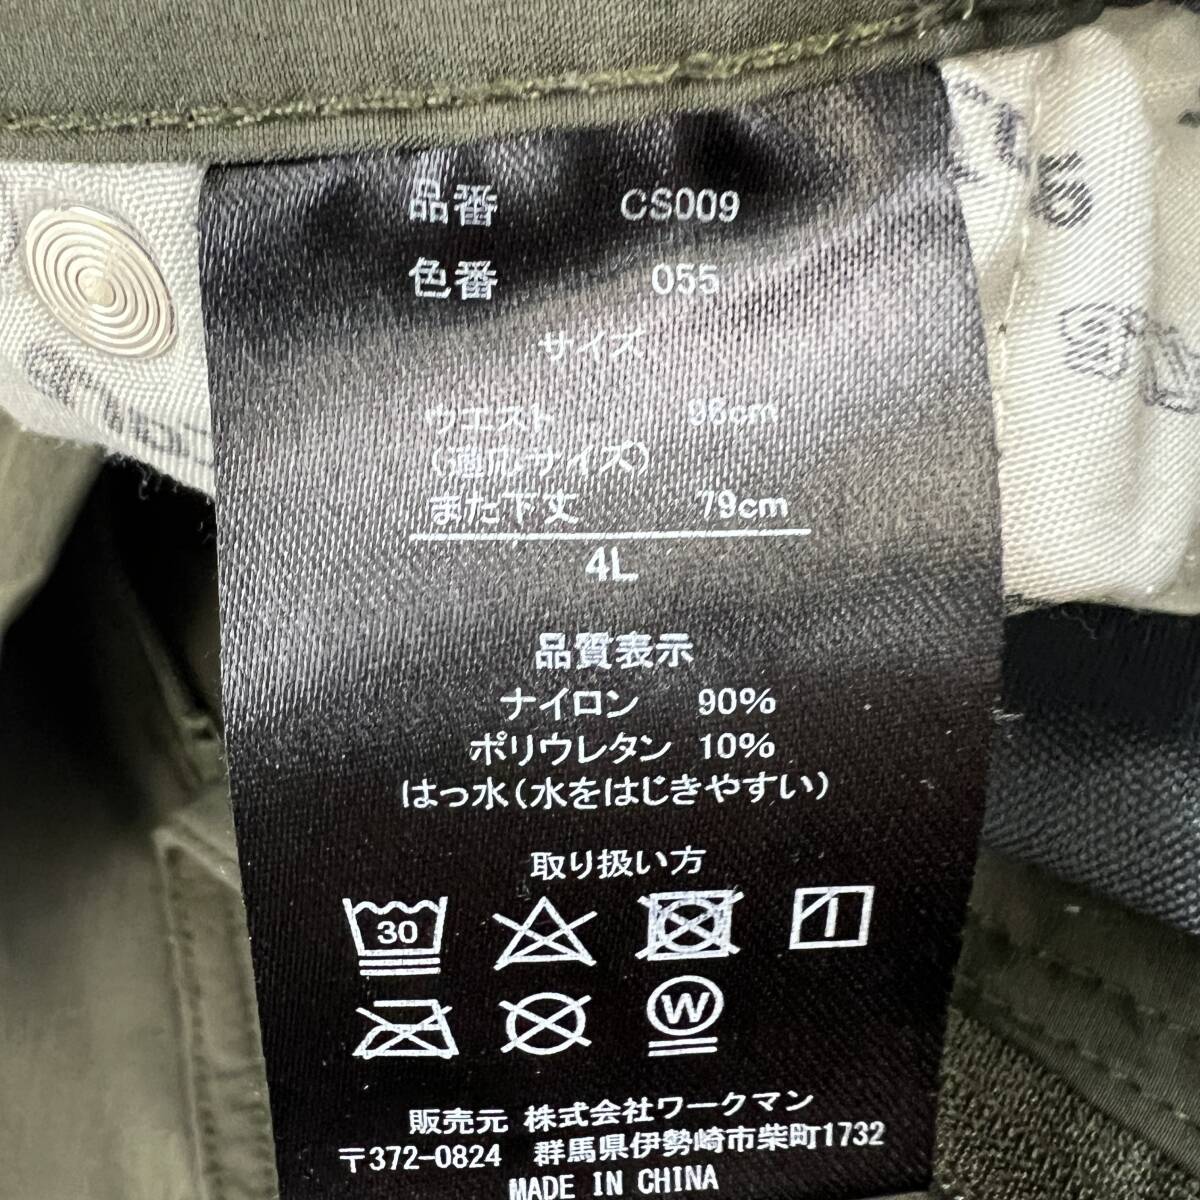 品番 CS009
色番 055
サイズ
ウエスト 96cm
(適応サイズ)
また下丈 79cm
4L
品質表示
ナイロン 90%
ポリウレタン 10%
はっ水(水をはじきやすい)
取り扱い方
30
W
販売元 株式会社ワークマン
〒372-0824 群馬県伊勢崎市柴町1732
MADE IN CHINA